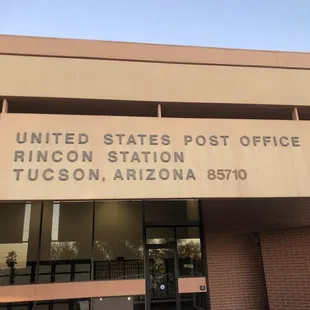 UNITED STATES POST OFFICE
RINCON STATION
TUCSON, ARIZONA 85710